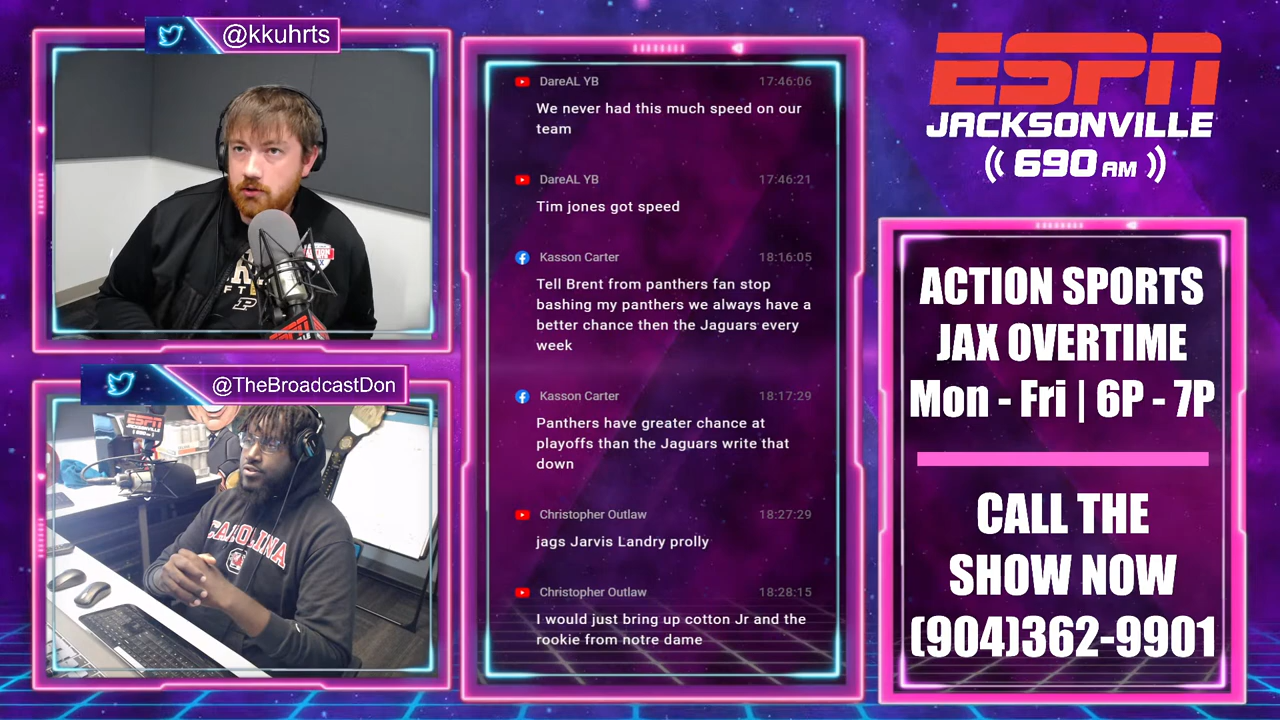 @kkuhrts
P
ESPN
@TheBroadcastDon
ESPN
CAROLINA
DareAL YB 17:46:06
We never had this much speed on our
team
DareAL YB 17:46:21
Tim jones got speed
Kasson Carter 18:16:05
Tell Brent from panthers fan stop
bashing my panthers we always have a
better chance then the Jaguars every
week
Kasson Carter 18:17:29
Panthers have greater chance at
playoffs than the Jaguars write that
down
Christopher Outlaw 18:27:29
jags Jarvis Landry prolly
Christopher Outlaw 18:28:15
I would just bring up cotton Jr and the
rookie from notre dame
ESPN
JACKSONVILLE
690 AM
ACTION SPORTS
JAX OVERTIME
Mon - Fri | 6P - 7P
CALL THE
SHOW NOW
(904)362-9901